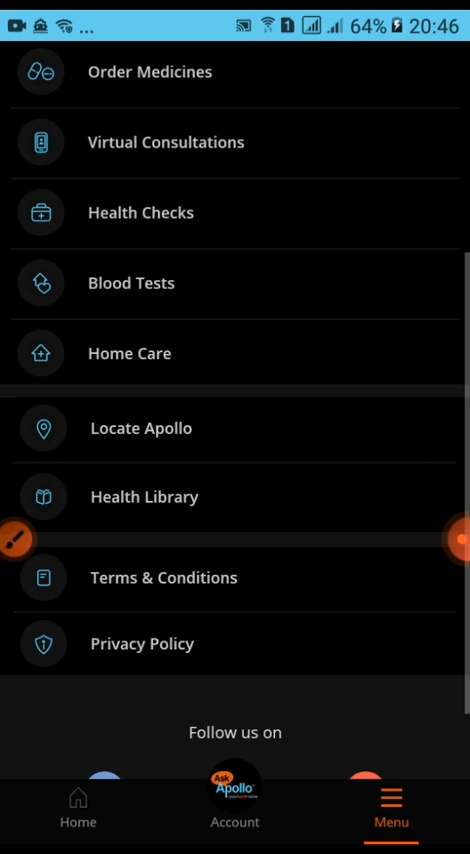 ... 1 64% 20:46
Order Medicines
Virtual Consultations
Health Checks
Blood Tests
Home Care
Locate Apollo
Health Library
Terms & Conditions
Privacy Policy
Follow us on
Ask
Apollo
Home
Account
Menu